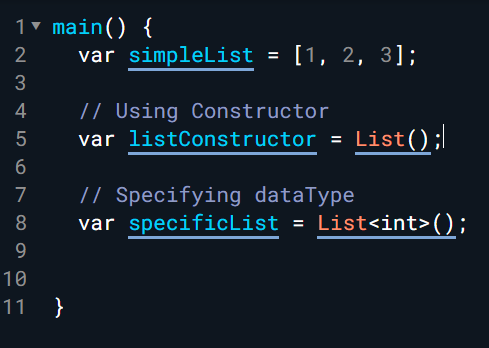 1 main() {
2 var simpleList = [1, 2, 3];
3
4 // Using Constructor
5 var listConstructor = List();
6
7 // Specifying dataType
8 var specificList = List<int>();
9
10
11 }